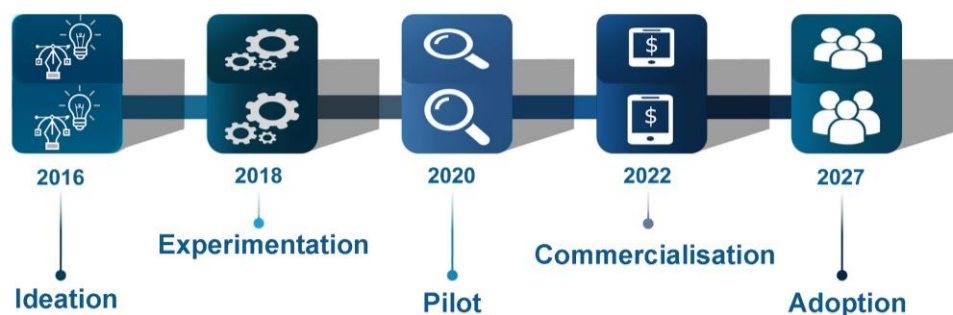 $
$
2016
2018
2020
2022
2027
Experimentation
Commercialisation
Ideation
Pilot
Adoption